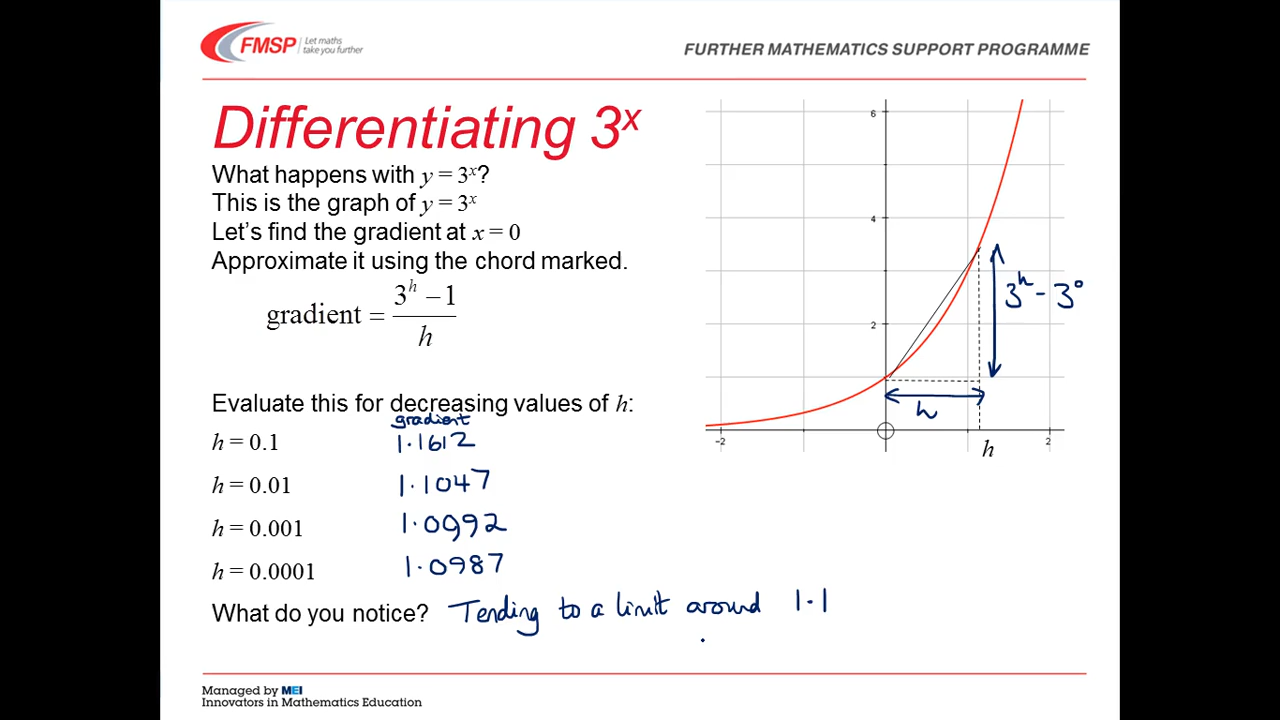 FMSP
Let maths
take you further
FURTHER MATHEMATICS SUPPORT PROGRAMME
Differentiating 3ˣ
What happens with y = 3ˣ?
This is the graph of y = 3ˣ
Let's find the gradient at x = 0
Approximate it using the chord marked.
gradient = (3ʰ − 1) / h
Evaluate this for decreasing values of h:
gradient
h = 0.1 1.1612
h = 0.01 1.1047
h = 0.001 1.0992
h = 0.0001 1.0987
What do you notice? Tending to a limit around 1.1
6
4
2
−2
2
h
h
3ʰ - 3⁰
Managed by MEI
Innovators in Mathematics Education